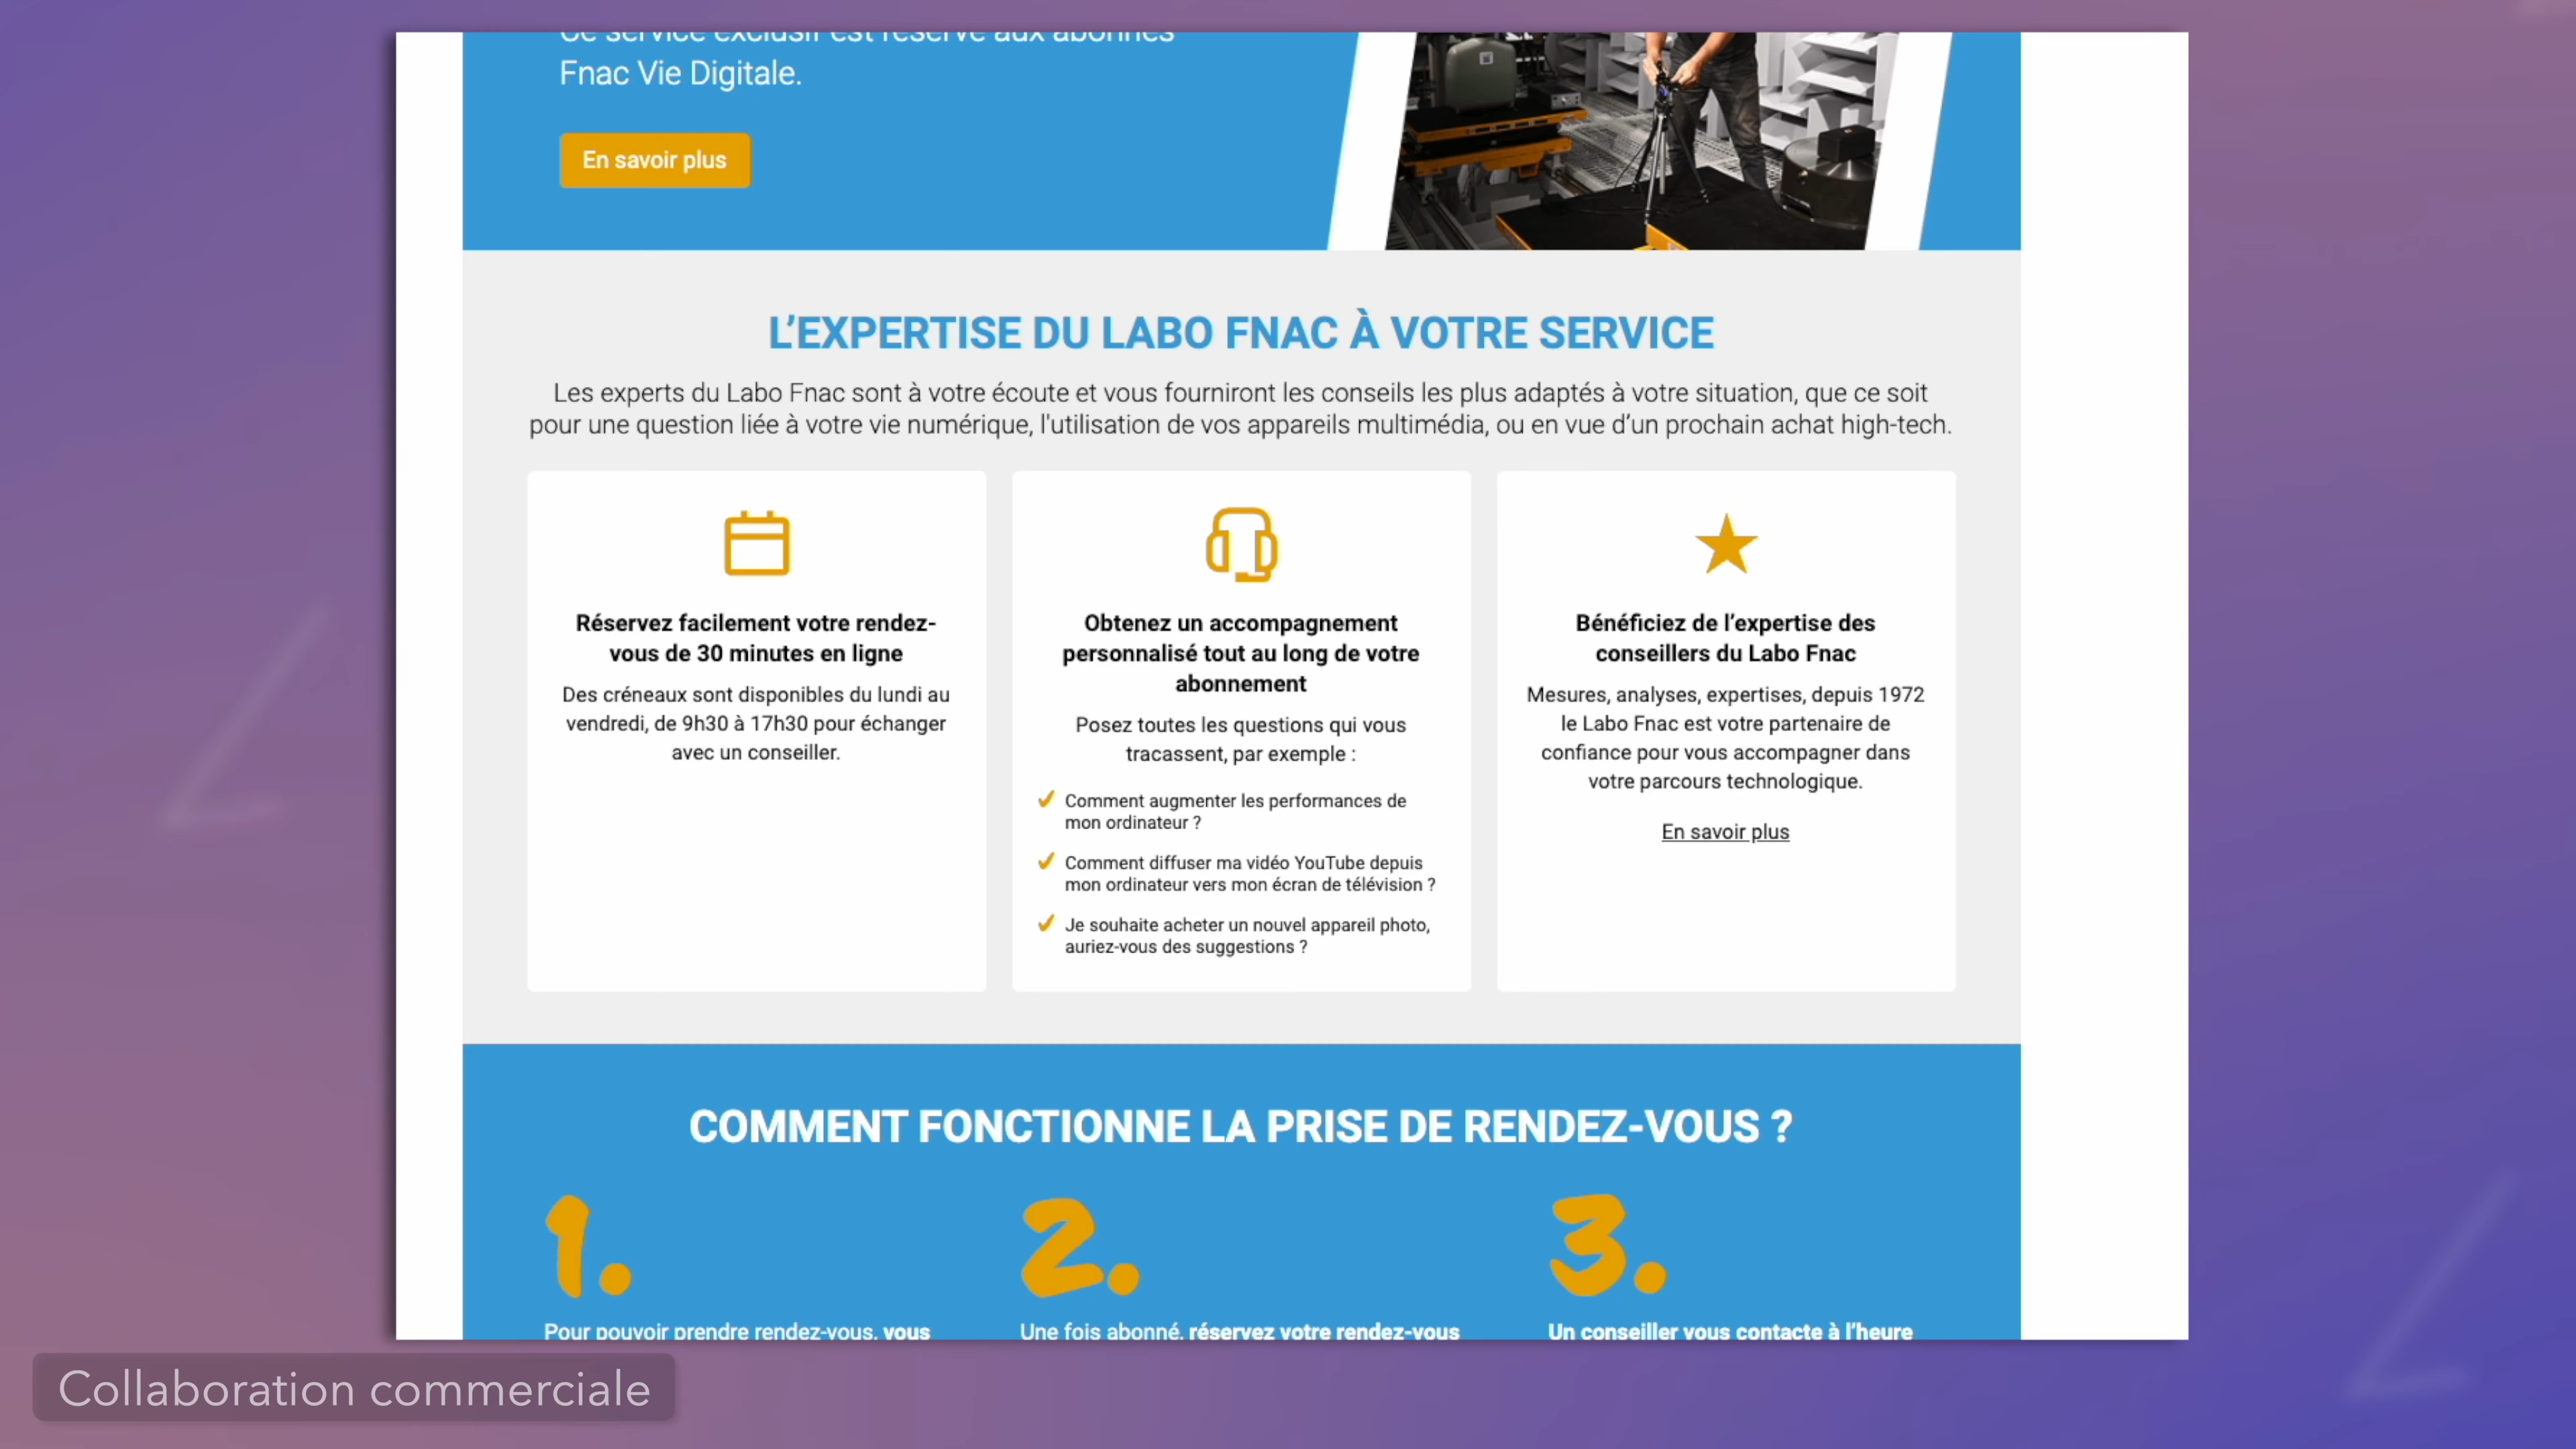 Ce service exclusif est réservé aux abonnés
Fnac Vie Digitale.
En savoir plus
L’EXPERTISE DU LABO FNAC À VOTRE SERVICE
Les experts du Labo Fnac sont à votre écoute et vous fourniront les conseils les plus adaptés à votre situation, que ce soit
pour une question liée à votre vie numérique, l'utilisation de vos appareils multimédia, ou en vue d’un prochain achat high-tech.
Réservez facilement votre rendez-
vous de 30 minutes en ligne
Des créneaux sont disponibles du lundi au
vendredi, de 9h30 à 17h30 pour échanger
avec un conseiller.
Obtenez un accompagnement
personnalisé tout au long de votre
abonnement
Posez toutes les questions qui vous
tracassent, par exemple :
Comment augmenter les performances de
mon ordinateur ?
Comment diffuser ma vidéo YouTube depuis
mon ordinateur vers mon écran de télévision ?
Je souhaite acheter un nouvel appareil photo,
auriez-vous des suggestions ?
Bénéficiez de l’expertise des
conseillers du Labo Fnac
Mesures, analyses, expertises, depuis 1972
le Labo Fnac est votre partenaire de
confiance pour vous accompagner dans
votre parcours technologique.
En savoir plus
COMMENT FONCTIONNE LA PRISE DE RENDEZ-VOUS ?
1.
Pour pouvoir prendre rendez-vous, vous
2.
Une fois abonné, réservez votre rendez-vous
3.
Un conseiller vous contacte à l’heure
Collaboration commerciale